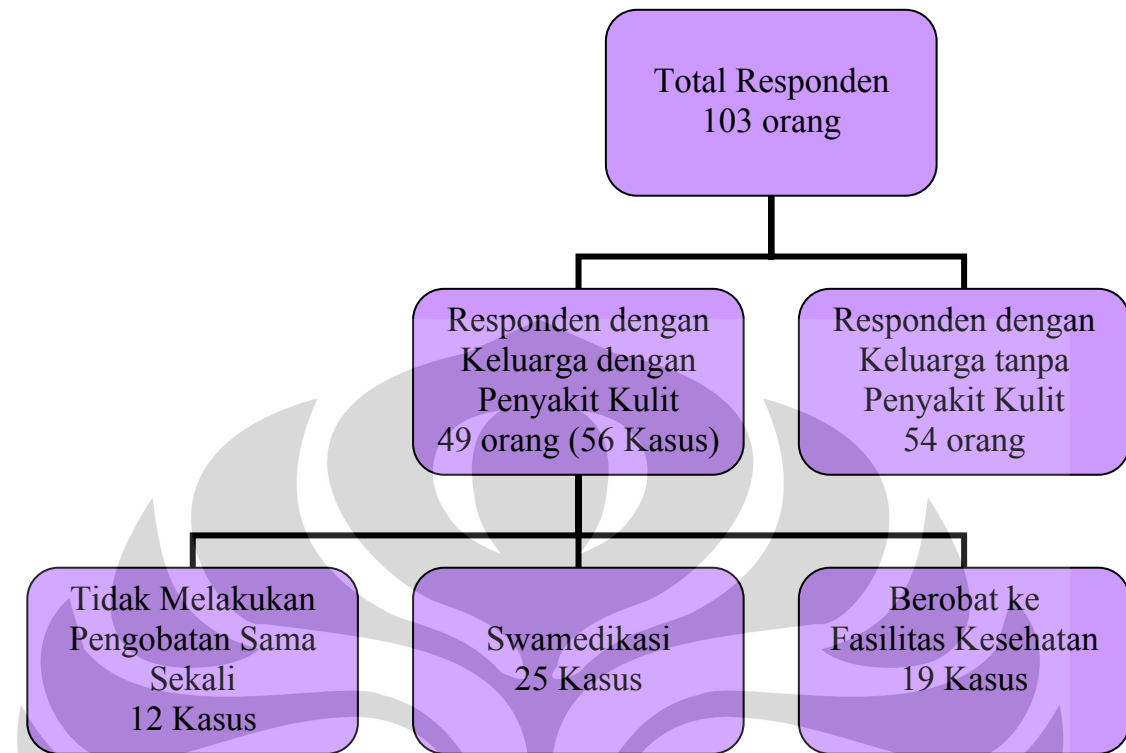 Total Responden
103 orang
Responden dengan
Keluarga dengan
Penyakit Kulit
49 orang (56 Kasus)
Responden dengan
Keluarga tanpa
Penyakit Kulit
54 orang
Tidak Melakukan
Pengobatan Sama
Sekali
12 Kasus
Swamedikasi
25 Kasus
Berobat ke
Fasilitas Kesehatan
19 Kasus